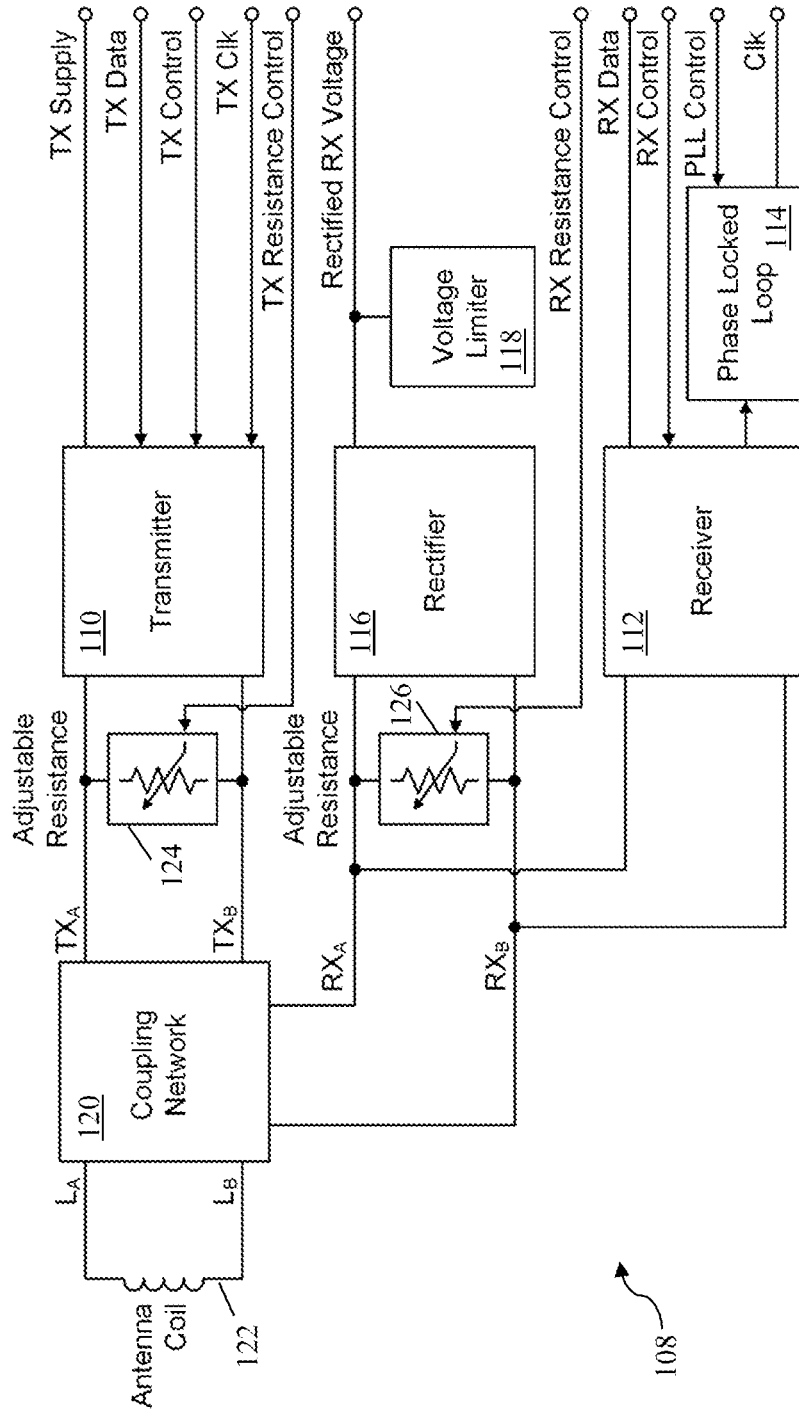 TX Supply
TX Data
TX Control
TX Clk
TX Resistance Control
Rectified RX Voltage
RX Resistance Control
RX Data
RX Control
PLL Control
Clk
110
Transmitter
116
Rectifier
112
Receiver
Voltage
Limiter
118
Phase Locked
Loop 114
Adjustable
Resistance
124
Adjustable
Resistance
126
TXA
TXB
RXA
RXB
120
Coupling
Network
LA
LB
Antenna
Coil
122
108